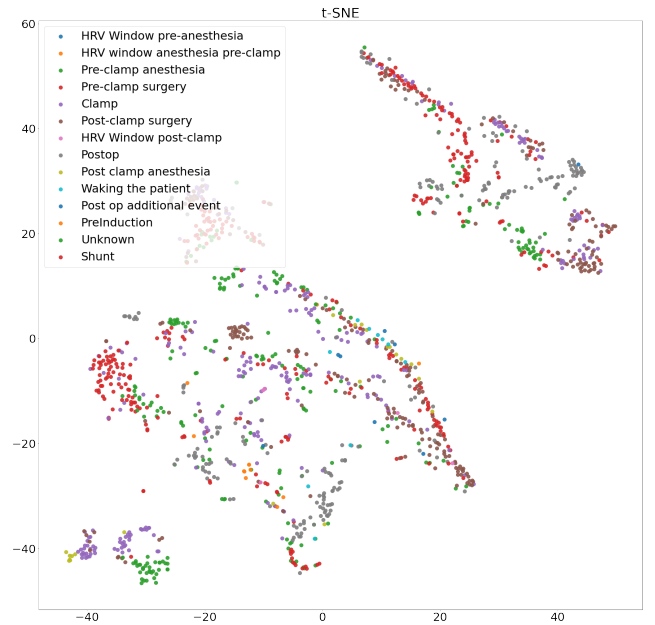 t-SNE
60
40
20
0
−20
−40
HRV Window pre-anesthesia
HRV window anesthesia pre-clamp
Pre-clamp anesthesia
Pre-clamp surgery
Clamp
Post-clamp surgery
HRV Window post-clamp
Postop
Post clamp anesthesia
Waking the patient
Post op additional event
PreInduction
Unknown
Shunt
−40 −20 0 20 40